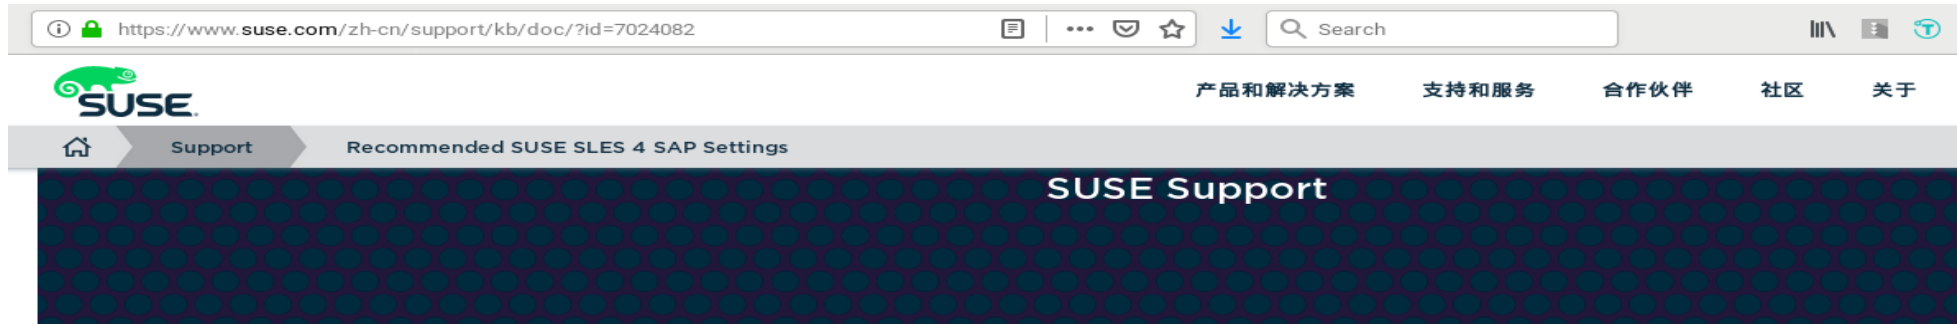 https://www.suse.com/zh-cn/support/kb/doc/?id=7024082 Search
SUSE. 产品和解决方案 支持和服务 合作伙伴 社区 关于
Support Recommended SUSE SLES 4 SAP Settings
SUSE Support